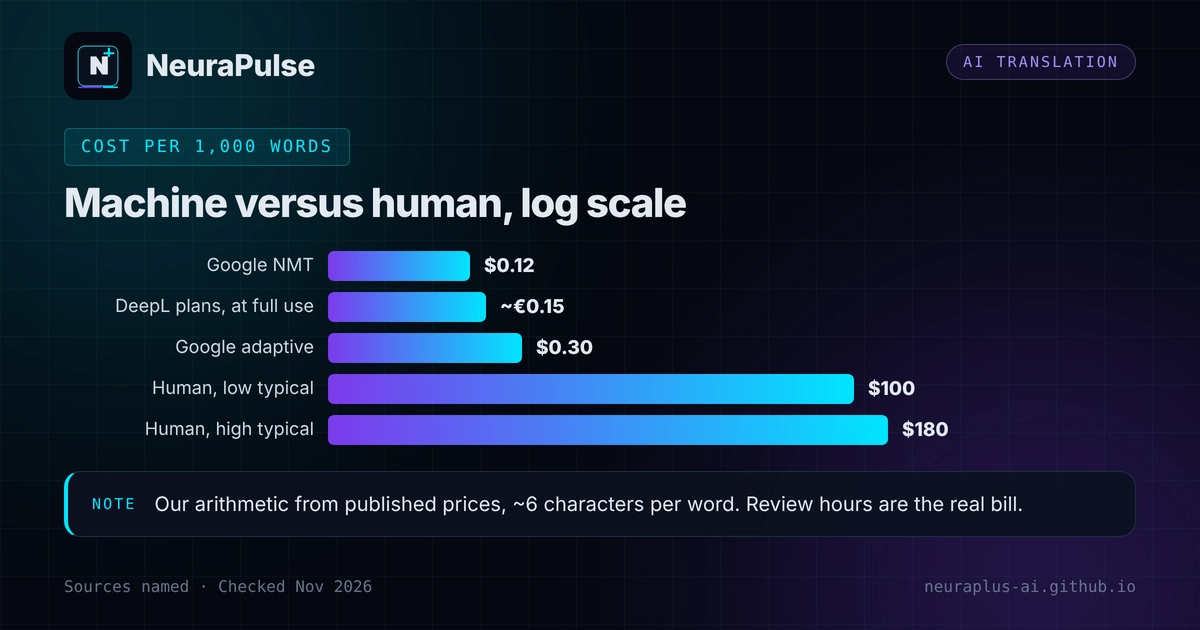 N+
NeuraPulse
AI TRANSLATION
COST PER 1,000 WORDS
Machine versus human, log scale
Google NMT $0.12
DeepL plans, at full use ~€0.15
Google adaptive $0.30
Human, low typical $100
Human, high typical $180
NOTE Our arithmetic from published prices, ~6 characters per word. Review hours are the real bill.
Sources named · Checked Nov 2026
neuraplus-ai.github.io